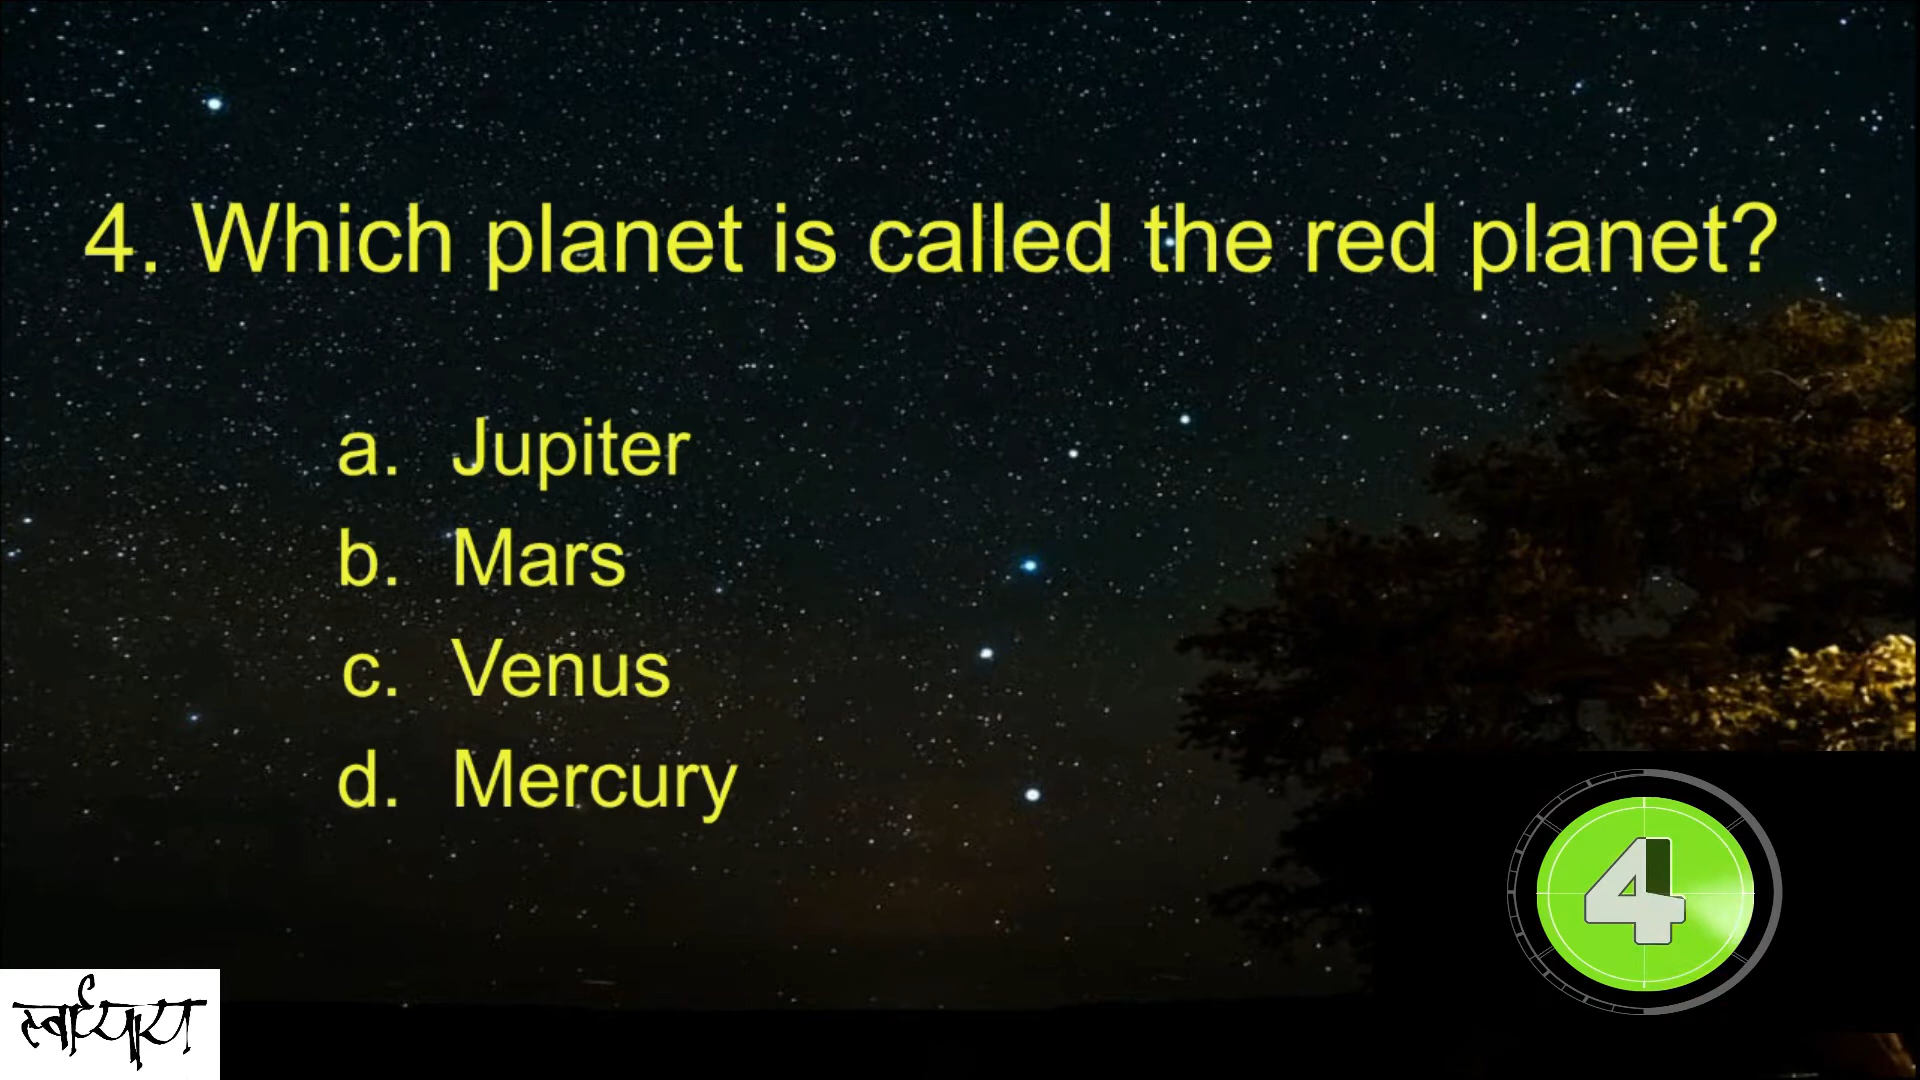 4. Which planet is called the red planet?
a. Jupiter
b. Mars
c. Venus
d. Mercury
4
स्वाध्याय